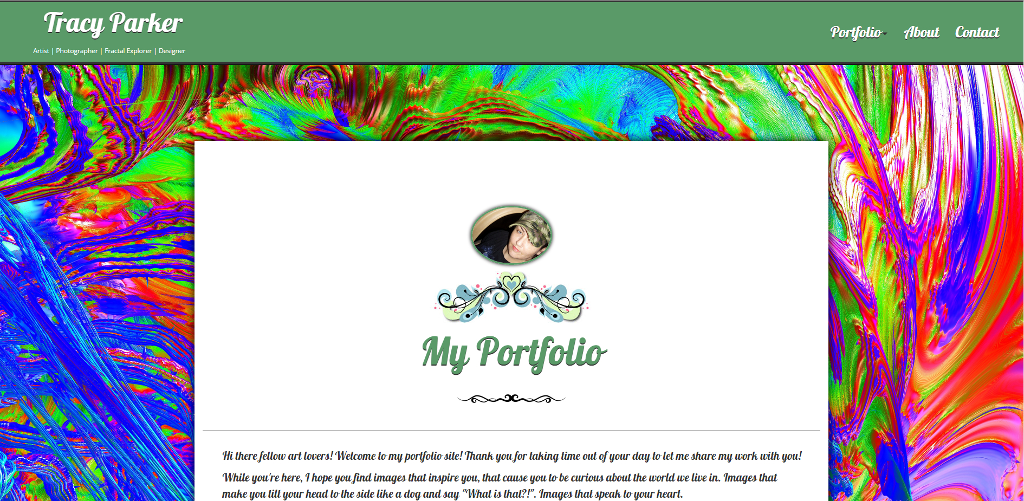 Tracy Parker
Artist | Photographer | Fractal Explorer | Designer
Portfolio
About
Contact
My Portfolio
Hi there fellow art lovers! Welcome to my portfolio site! Thank you for taking time out of your day to let me share my work with you!
While you're here, I hope you find images that inspire you, that cause you to be curious about the world we live in. Images that
make you till your head to the side like a dog and say "What is that?!". Images that speak to your heart.